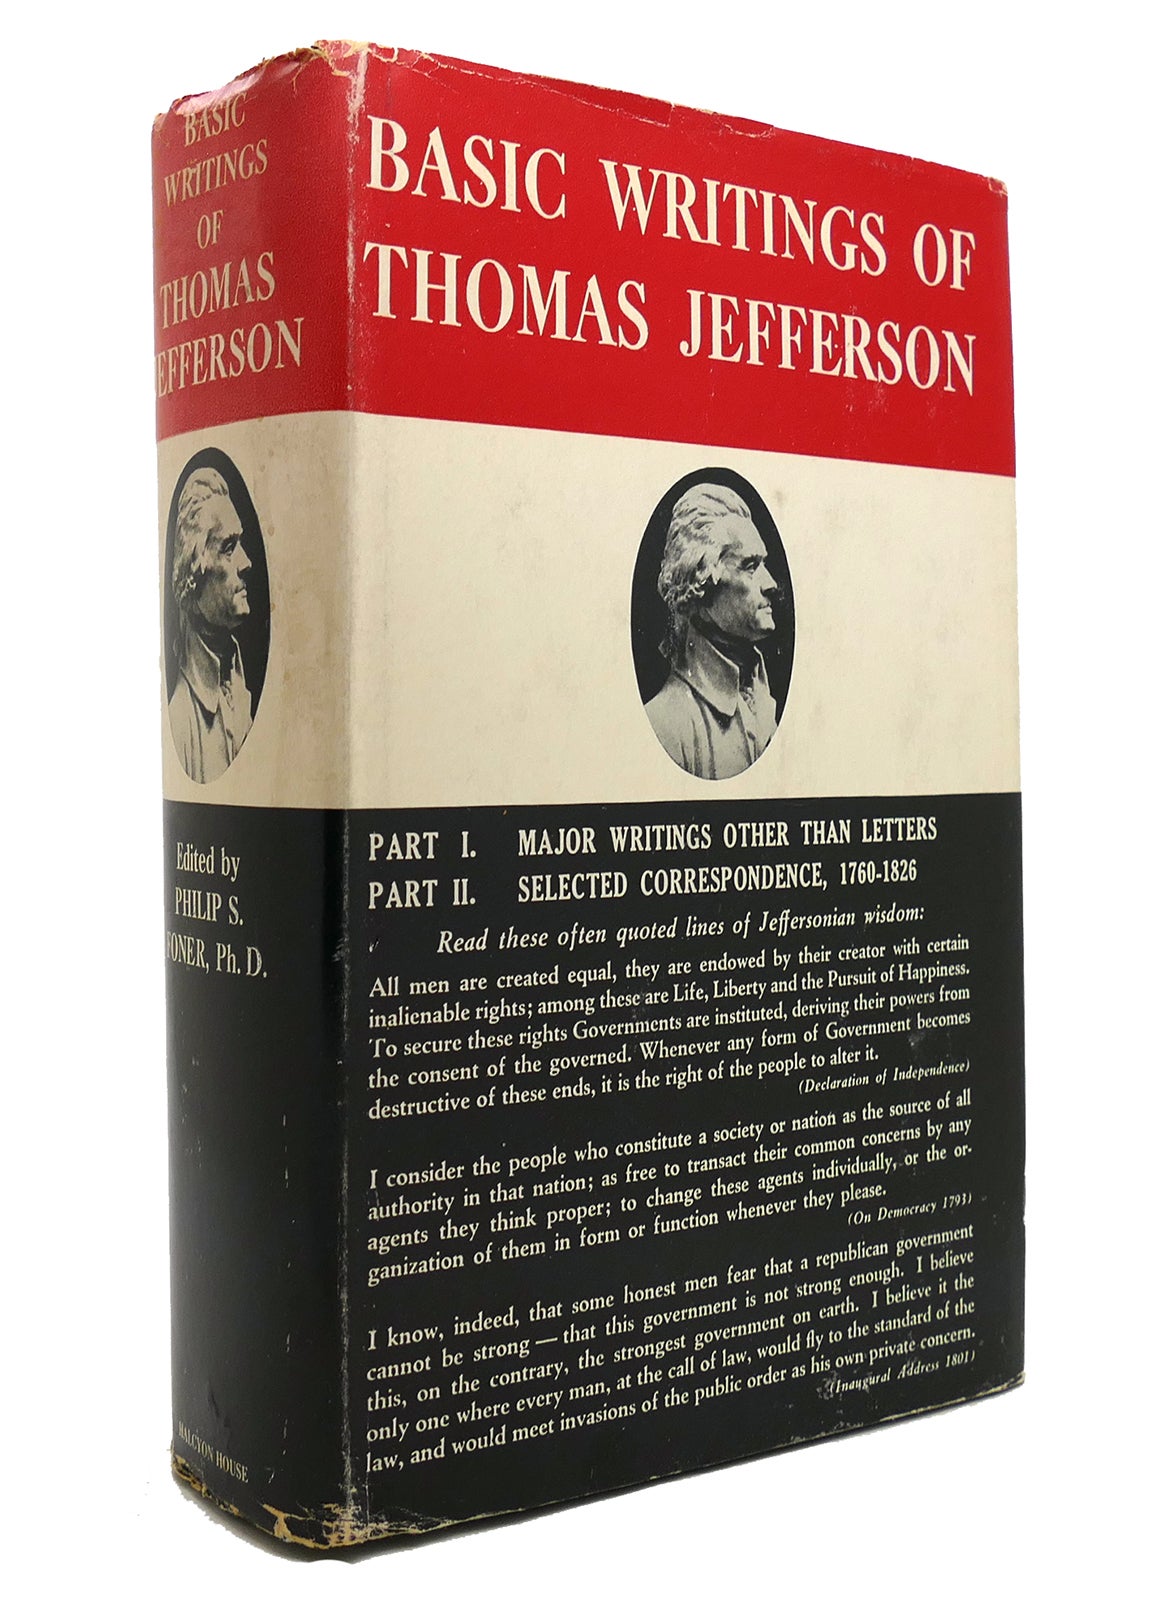 BASIC
WRITINGS
OF
THOMAS
JEFFERSON
Edited by
PHILIP S.
FONER, Ph. D.
HALCYON HOUSE
BASIC WRITINGS OF
THOMAS JEFFERSON
PART I. MAJOR WRITINGS OTHER THAN LETTERS
PART II. SELECTED CORRESPONDENCE, 1760-1826
Read these often quoted lines of Jeffersonian wisdom:
All men are created equal, they are endowed by their creator with certain
inalienable rights; among these are Life, Liberty and the Pursuit of Happiness.
To secure these rights Governments are instituted, deriving their powers from
the consent of the governed. Whenever any form of Government becomes
destructive of these ends, it is the right of the people to alter it.
(Declaration of Independence)
I consider the people who constitute a society or nation as the source of all
authority in that nation; as free to transact their common concerns by any
agents they think proper; to change these agents individually, or the or-
ganization of them in form or function whenever they please.
(On Democracy 1793)
I know, indeed, that some honest men fear that a republican government
cannot be strong — that this government is not strong enough. I believe
this, on the contrary, the strongest government on earth. I believe it the
only one where every man, at the call of law, would fly to the standard of the
law, and would meet invasions of the public order as his own private concern.
(Inaugural Address 1801)